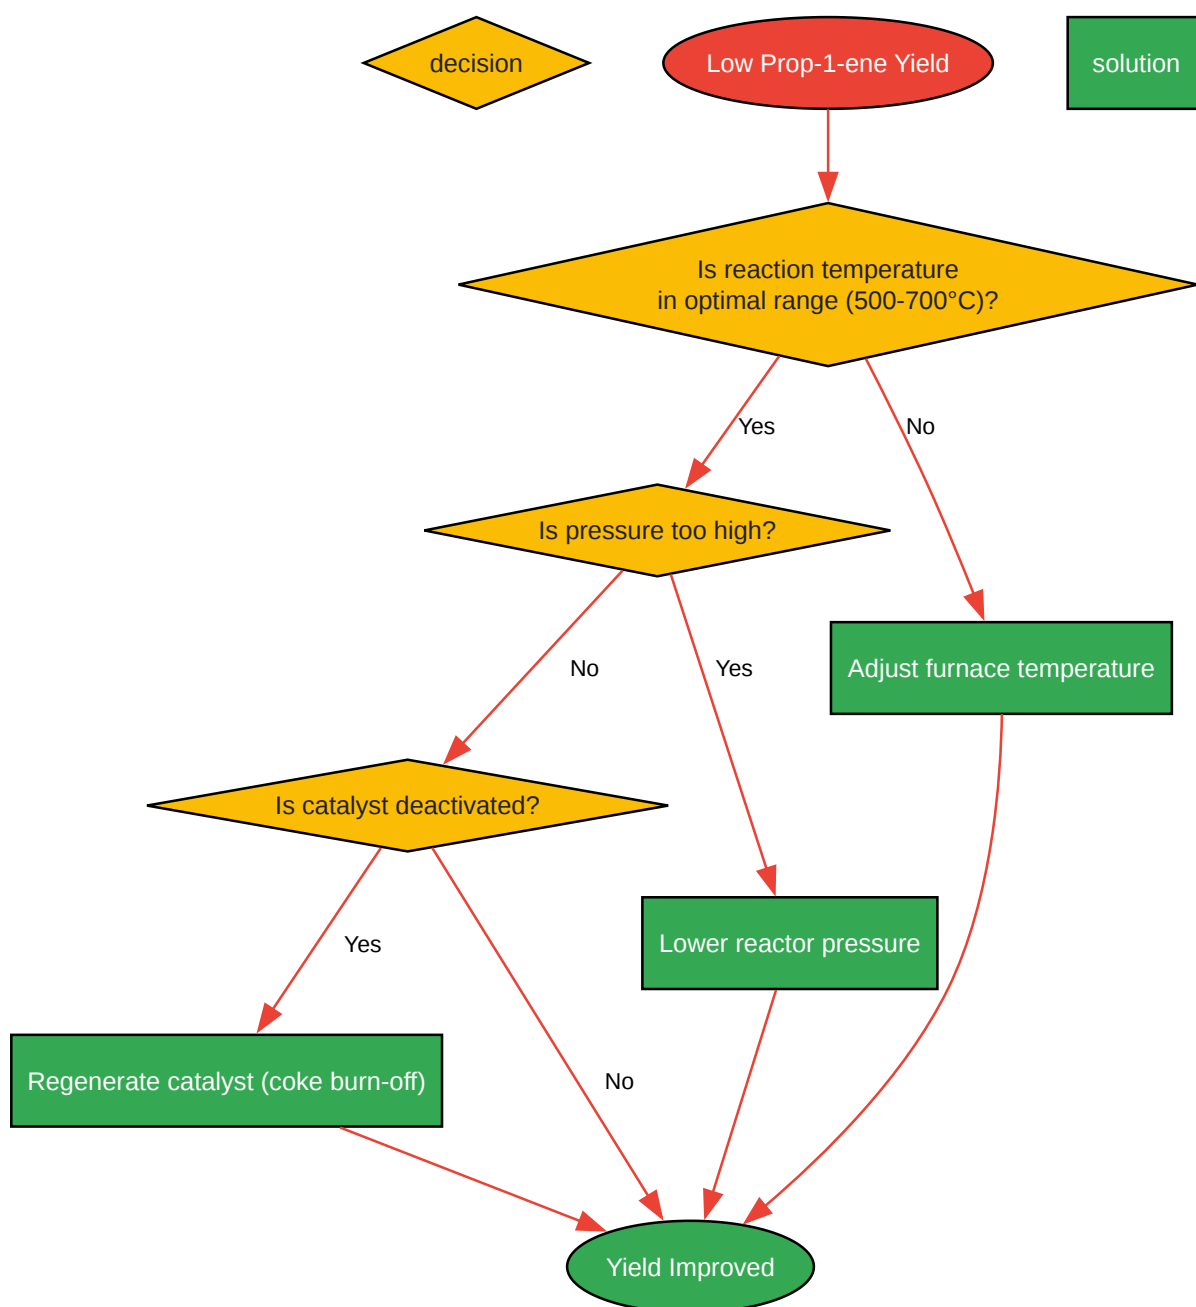 decision
Low Prop-1-ene Yield
solution
Is reaction temperature
in optimal range (500-700°C)?
Yes
No
Is pressure too high?
No
Yes
Adjust furnace temperature
Is catalyst deactivated?
Yes
Lower reactor pressure
Regenerate catalyst (coke burn-off)
No
Yield Improved